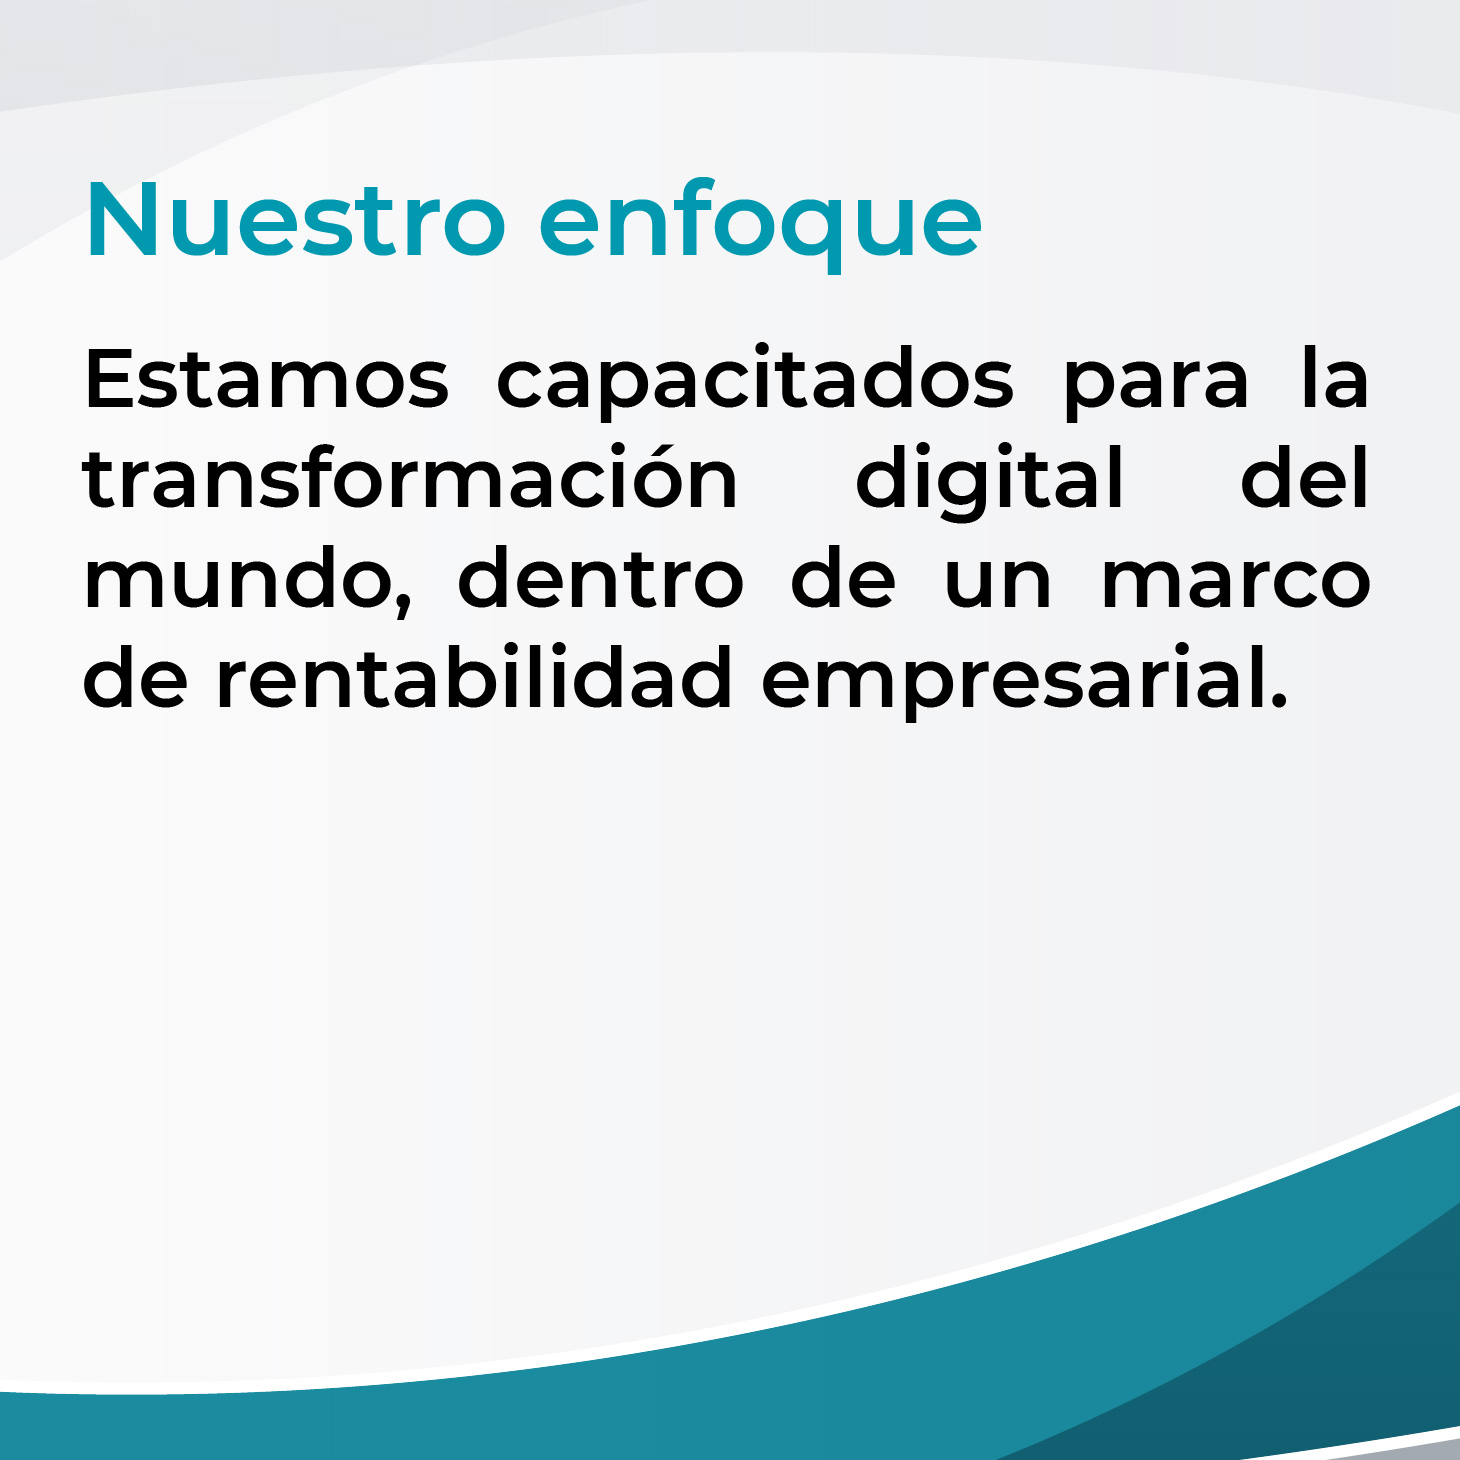 Nuestro enfoque
Estamos capacitados para la
transformación digital del
mundo, dentro de un marco
de rentabilidad empresarial.